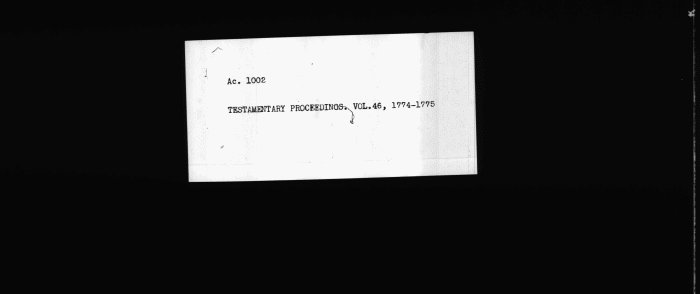 Ac. 1002
TESTAMENTARY PROCEEDINGS. VOL.46, 1774-1775